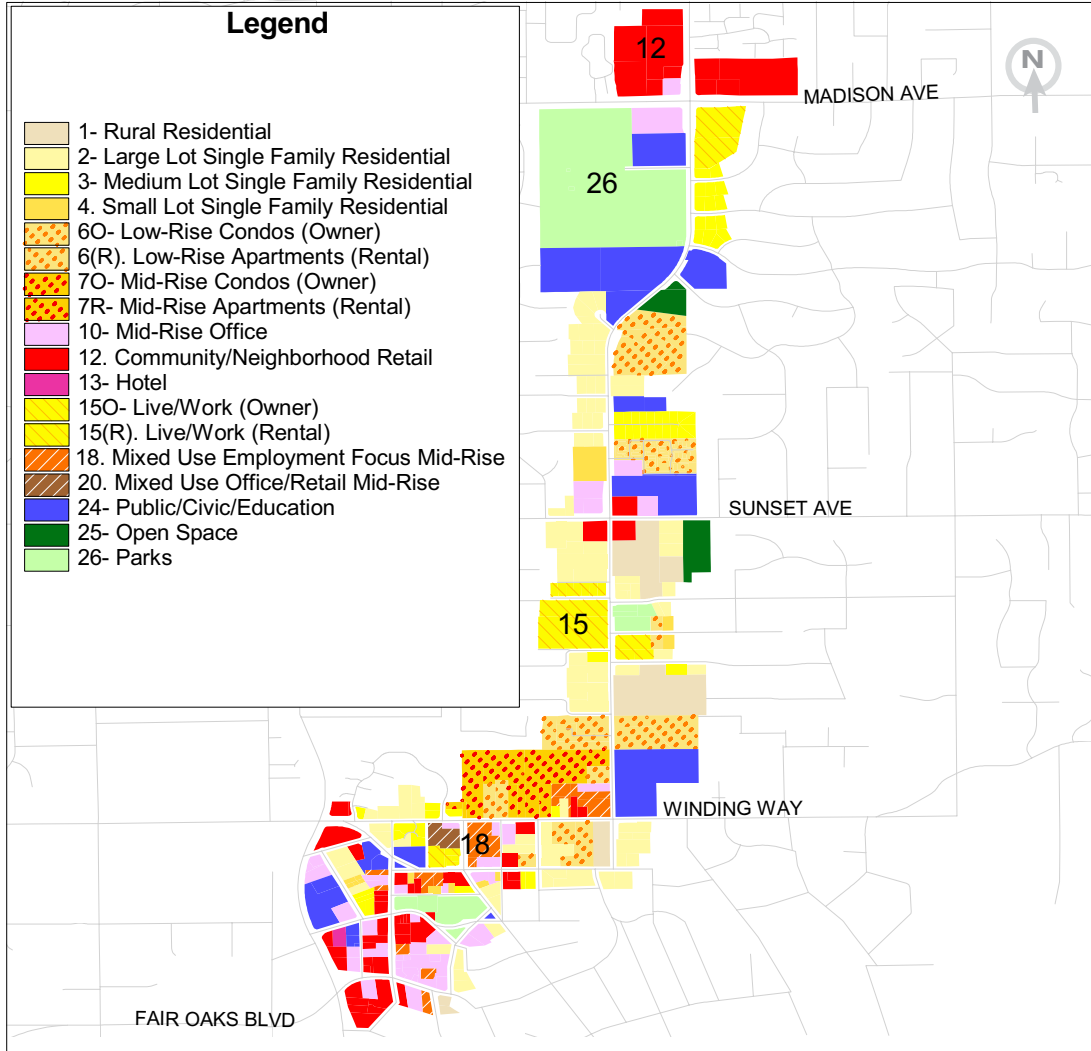 Legend
1- Rural Residential
2- Large Lot Single Family Residential
3- Medium Lot Single Family Residential
4. Small Lot Single Family Residential
6O- Low-Rise Condos (Owner)
6(R). Low-Rise Apartments (Rental)
7O- Mid-Rise Condos (Owner)
7R- Mid-Rise Apartments (Rental)
10- Mid-Rise Office
12. Community/Neighborhood Retail
13- Hotel
15O- Live/Work (Owner)
15(R). Live/Work (Rental)
18. Mixed Use Employment Focus Mid-Rise
20. Mixed Use Office/Retail Mid-Rise
24- Public/Civic/Education
25- Open Space
26- Parks
12
N
MADISON AVE
26
SUNSET AVE
15
WINDING WAY
18
FAIR OAKS BLVD